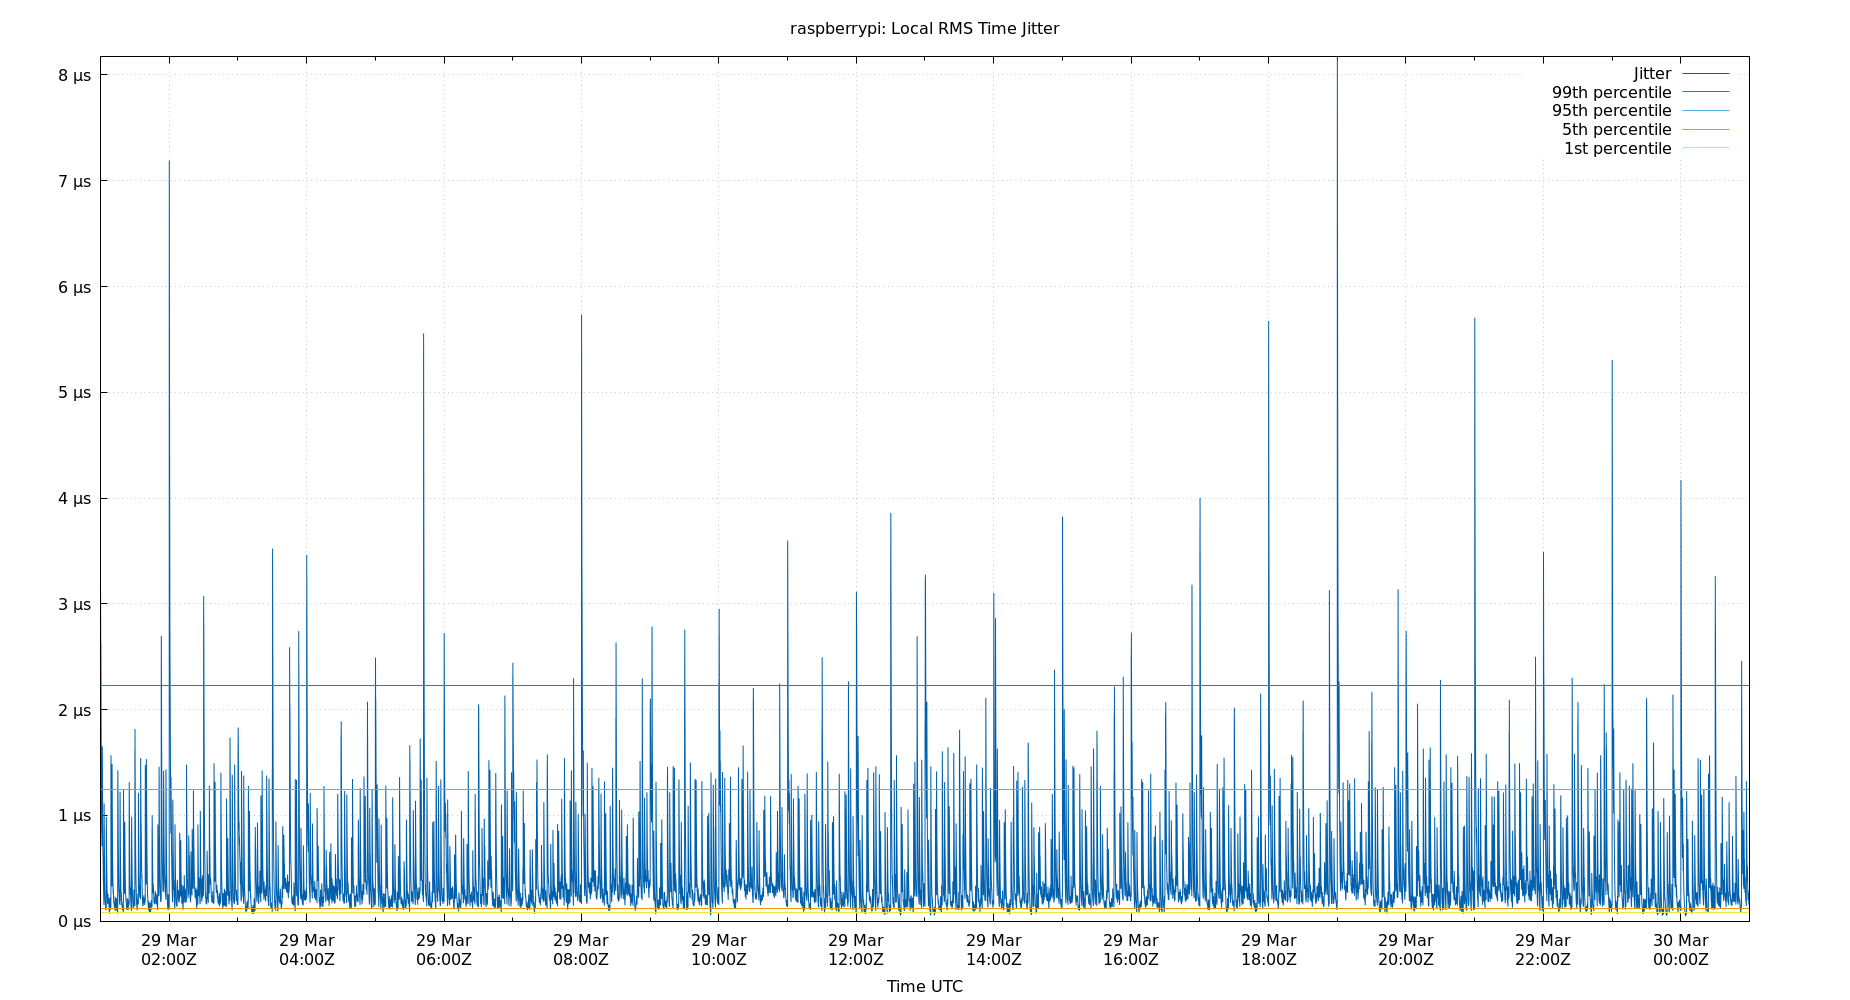 raspberrypi: Local RMS Time Jitter
8 µs
7 µs
6 µs
5 µs
4 µs
3 µs
2 µs
1 µs
0 µs
Jitter
99th percentile
95th percentile
5th percentile
1st percentile
29 Mar
02:00Z
29 Mar
04:00Z
29 Mar
06:00Z
29 Mar
08:00Z
29 Mar
10:00Z
29 Mar
12:00Z
29 Mar
14:00Z
29 Mar
16:00Z
29 Mar
18:00Z
29 Mar
20:00Z
29 Mar
22:00Z
30 Mar
00:00Z
Time UTC